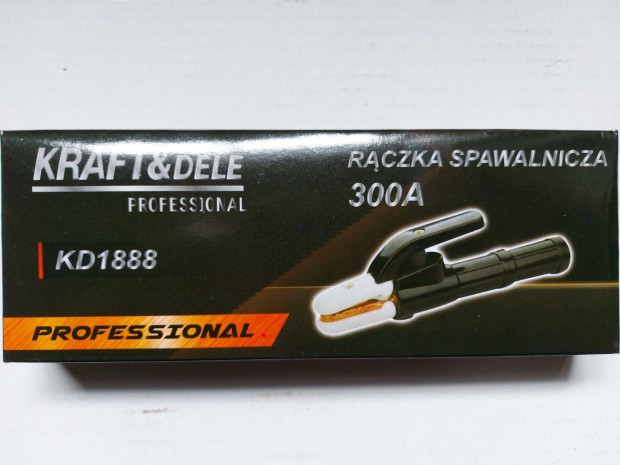 KRAFT&DELE
PROFESSIONAL
KD1888
PROFESSIONAL
RĄCZKA SPAWALNICZA
300A